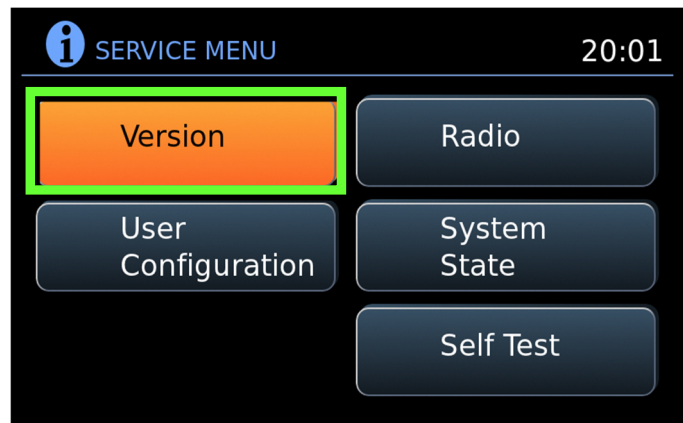 SERVICE MENU
20:01
Version
Radio
User
Configuration
System
State
Self Test